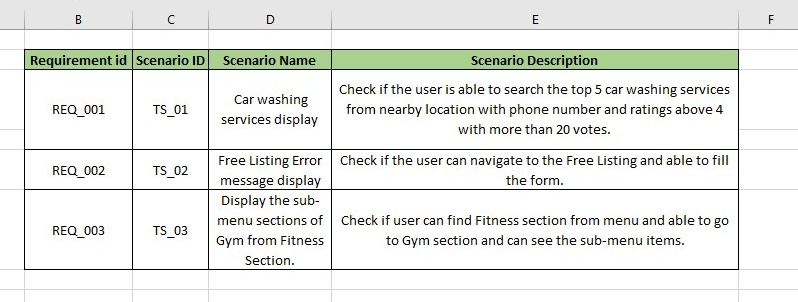 B C D E F
Requirement id Scenario ID Scenario Name Scenario Description
REQ_001
TS_01
Car washing
services display
Check if the user is able to search the top 5 car washing services
from nearby location with phone number and ratings above 4
with more than 20 votes.
REQ_002
TS_02
Free Listing Error
message display
Check if the user can navigate to the Free Listing and able to fill
the form.
REQ_003
TS_03
Display the sub-
menu sections of
Gym from Fitness
Section.
Check if user can find Fitness section from menu and able to go
to Gym section and can see the sub-menu items.